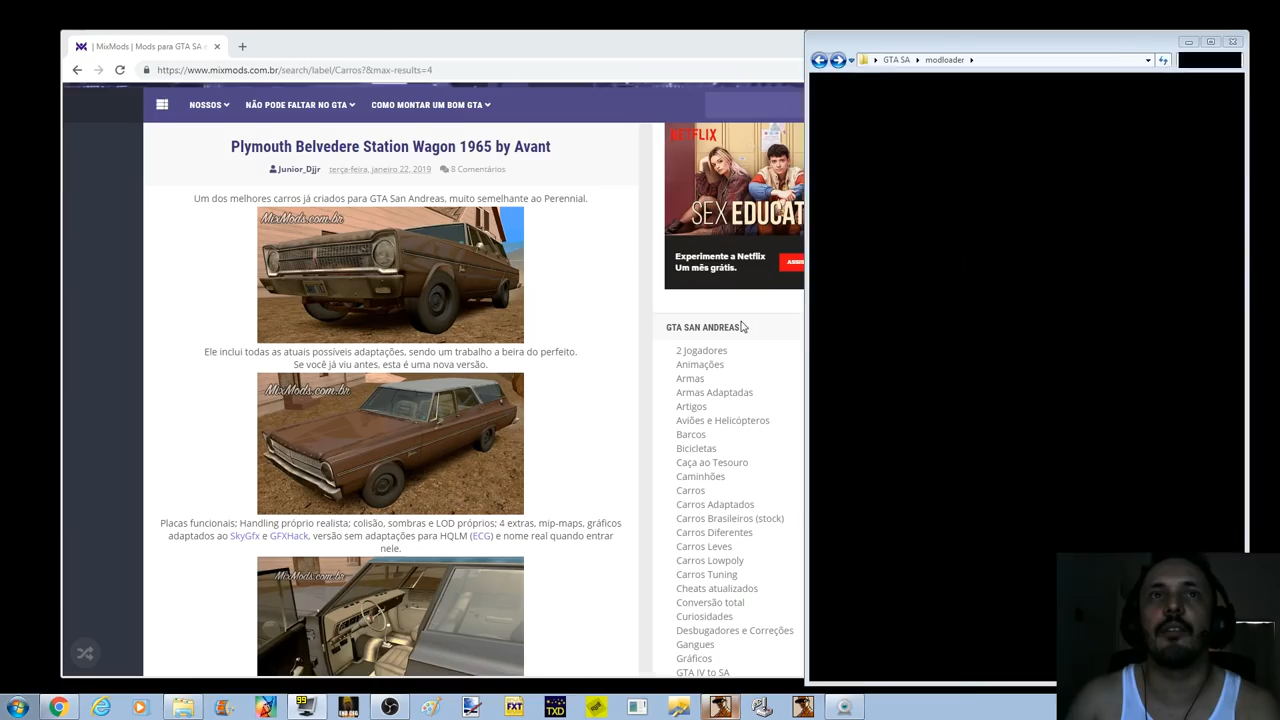 | MixMods | Mods para GTA SA e
https://www.mixmods.com.br/search/label/Carros?&max-results=4
NOSSOS
NÃO PODE FALTAR NO GTA
COMO MONTAR UM BOM GTA
Plymouth Belvedere Station Wagon 1965 by Avant
Junior_Djjr terça-feira, janeiro 22, 2019 8 Comentários
Um dos melhores carros já criados para GTA San Andreas, muito semelhante ao Perennial.
MixMods.com.br
Ele inclui todas as atuais possíveis adaptações, sendo um trabalho a beira do perfeito.
Se você já viu antes, esta é uma nova versão.
MixMods.com.br
Placas funcionais; Handling próprio realista; colisão, sombras e LOD próprios; 4 extras, mip-maps, gráficos
adaptados ao SkyGfx e GFXHack, versão sem adaptações para HQLM (ECG) e nome real quando entrar
nele.
MixMods.com.br
NETFLIX
SEX EDUCAT
Experimente a Netflix
Um mês grátis.
ASSIS
GTA SAN ANDREAS
2 Jogadores
Animações
Armas
Armas Adaptadas
Artigos
Aviões e Helicópteros
Barcos
Bicicletas
Caça ao Tesouro
Caminhões
Carros
Carros Adaptados
Carros Brasileiros (stock)
Carros Diferentes
Carros Leves
Carros Lowpoly
Carros Tuning
Cheats atualizados
Conversão total
Curiosidades
Desbugadores e Correções
Gangues
Gráficos
GTA IV to SA
GTA SA
modloader
99
FXT
TXD